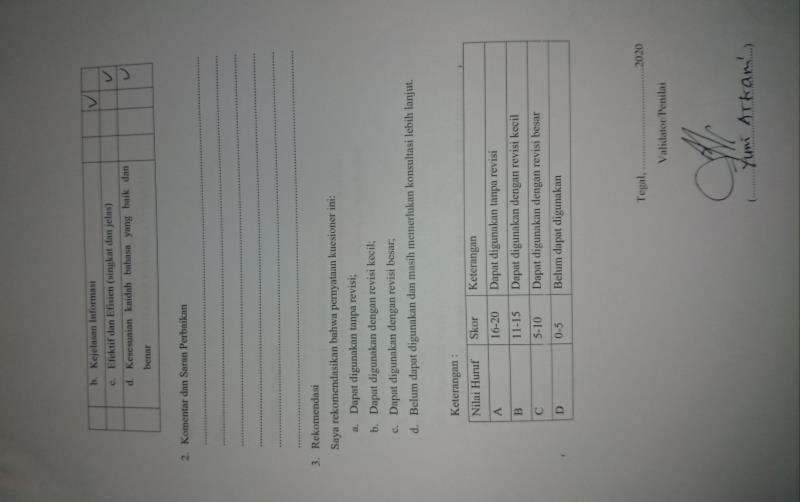 b. Kejelasan Informasi ✓
c. Efektif dan Efisien (singkat dan jelas) ✓
d. Kesesuaian kaidah bahasa yang baik dan ✓
benar
2. Komentar dan Saran Perbaikan
3. Rekomendasi
Saya rekomendasikan bahwa pernyataan kuesioner ini:
a. Dapat digunakan tanpa revisi;
b. Dapat digunakan dengan revisi kecil;
c. Dapat digunakan dengan revisi besar;
d. Belum dapat digunakan dan masih memerlukan konsultasi lebih lanjut.
Keterangan :
Nilai Huruf Skor Keterangan
A 16-20 Dapat digunakan tanpa revisi
B 11-15 Dapat digunakan dengan revisi kecil
C 5-10 Dapat digunakan dengan revisi besar
D 0-5 Belum dapat digunakan
Tegal, ....................................2020
Validator/Penilai
(Yuni Arkani)